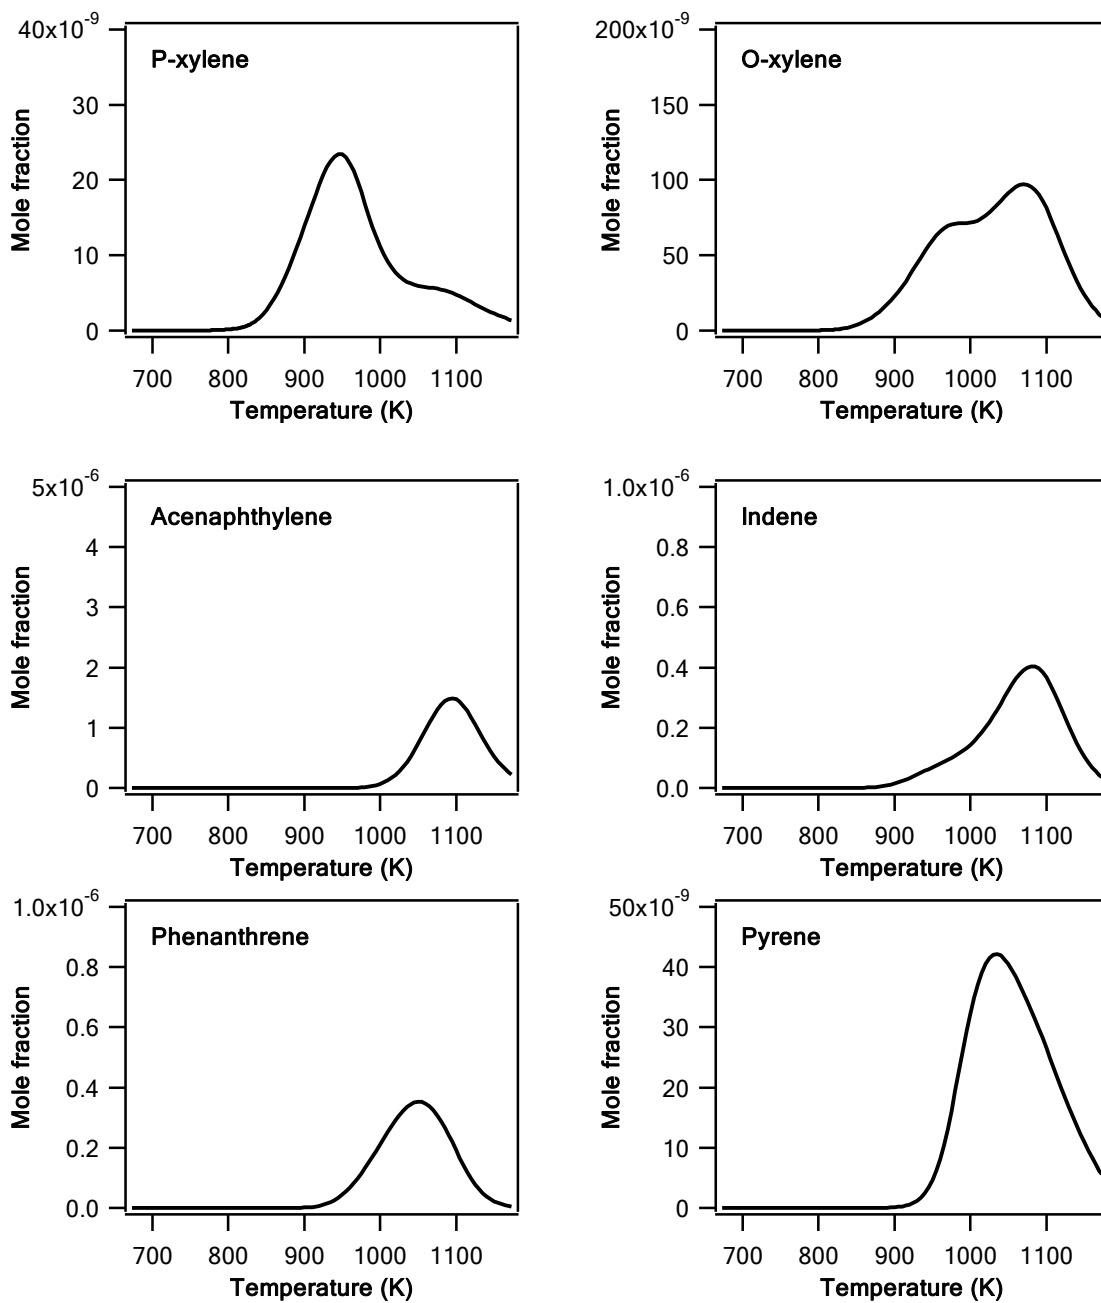 40x10-9
P-xylene
30
20
10
0
Mole fraction
700 800 900 1000 1100
Temperature (K)
200x10-9
O-xylene
150
100
50
0
Mole fraction
700 800 900 1000 1100
Temperature (K)
5x10-6
Acenaphthylene
4
3
2
1
0
Mole fraction
700 800 900 1000 1100
Temperature (K)
1.0x10-6
Indene
0.8
0.6
0.4
0.2
0.0
Mole fraction
700 800 900 1000 1100
Temperature (K)
1.0x10-6
Phenanthrene
0.8
0.6
0.4
0.2
0.0
Mole fraction
700 800 900 1000 1100
Temperature (K)
50x10-9
Pyrene
40
30
20
10
0
Mole fraction
700 800 900 1000 1100
Temperature (K)